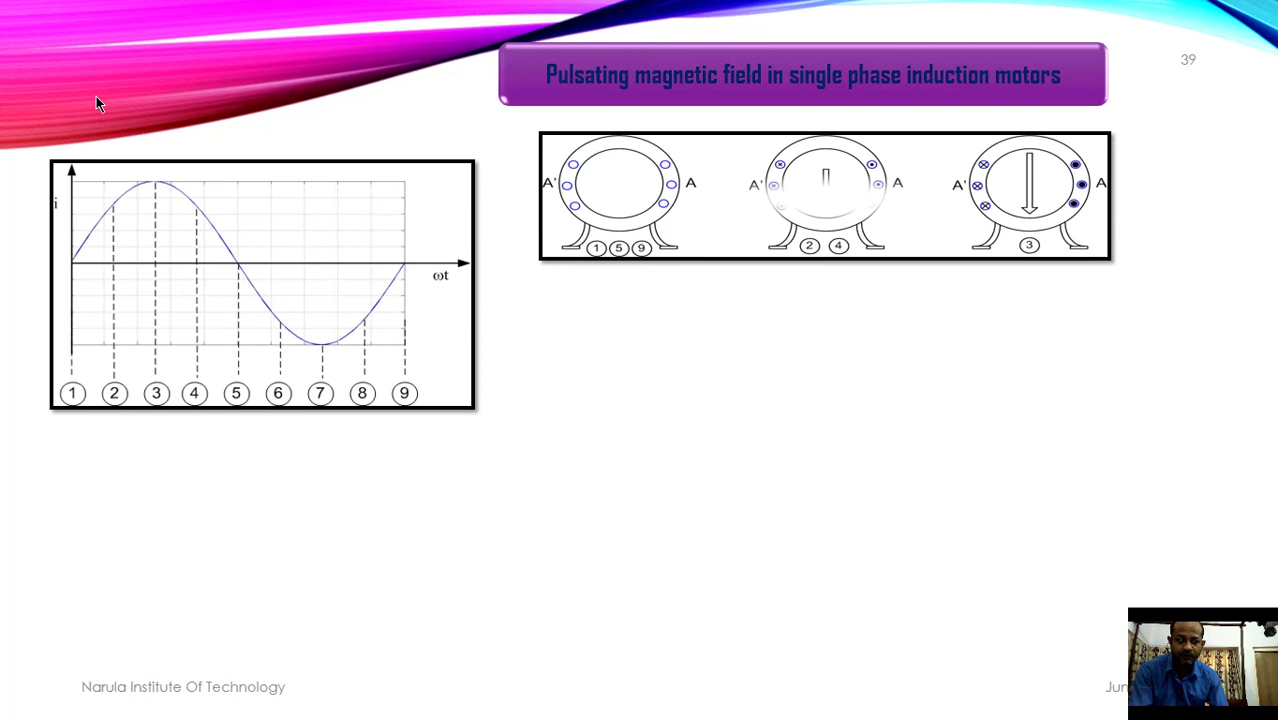 Pulsating magnetic field in single phase induction motors
39
i
ωt
1 2 3 4 5 6 7 8 9
A' A A' A A' A
1 5 9 2 4 3
Narula Institute Of Technology